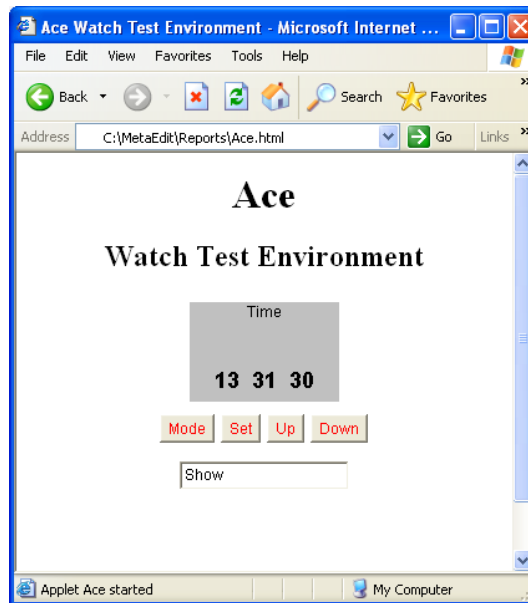 Ace Watch Test Environment - Microsoft Internet ...
File Edit View Favorites Tools Help
Back Search Favorites »
Address C:\MetaEdit\Reports\Ace.html Go Links »
Ace
Watch Test Environment
Time
13 31 30
Mode Set Up Down
Show
Applet Ace started My Computer